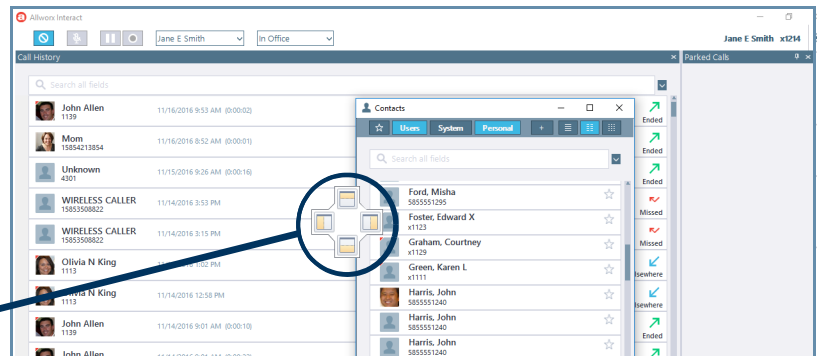 Allworx Interact
Jane E Smith
In Office
Jane E Smith x1214
Call History
Parked Calls
Search all fields
John Allen
1139
11/16/2016 9:53 AM (0:00:02)
Ended
Mom
15854213854
11/16/2016 8:52 AM (0:00:01)
Ended
Unknown
4301
11/15/2016 9:26 AM (0:00:16)
Ended
WIRELESS CALLER
15853508822
11/14/2016 3:53 PM
Missed
WIRELESS CALLER
15853508822
11/14/2016 3:15 PM
Missed
Olivia N King
1113
1:02 PM
lsewhere
Olivia N King
1113
11/14/2016 12:58 PM
lsewhere
John Allen
1139
11/14/2016 9:01 AM (0:00:10)
Ended
John Allen
Contacts
Users
System
Personal
+
Search all fields
Ford, Misha
5855551295
Foster, Edward X
x1123
Graham, Courtney
x1129
Green, Karen L
x1111
Harris, John
5855551240
Harris, John
5855551240
Harris, John
5855551240